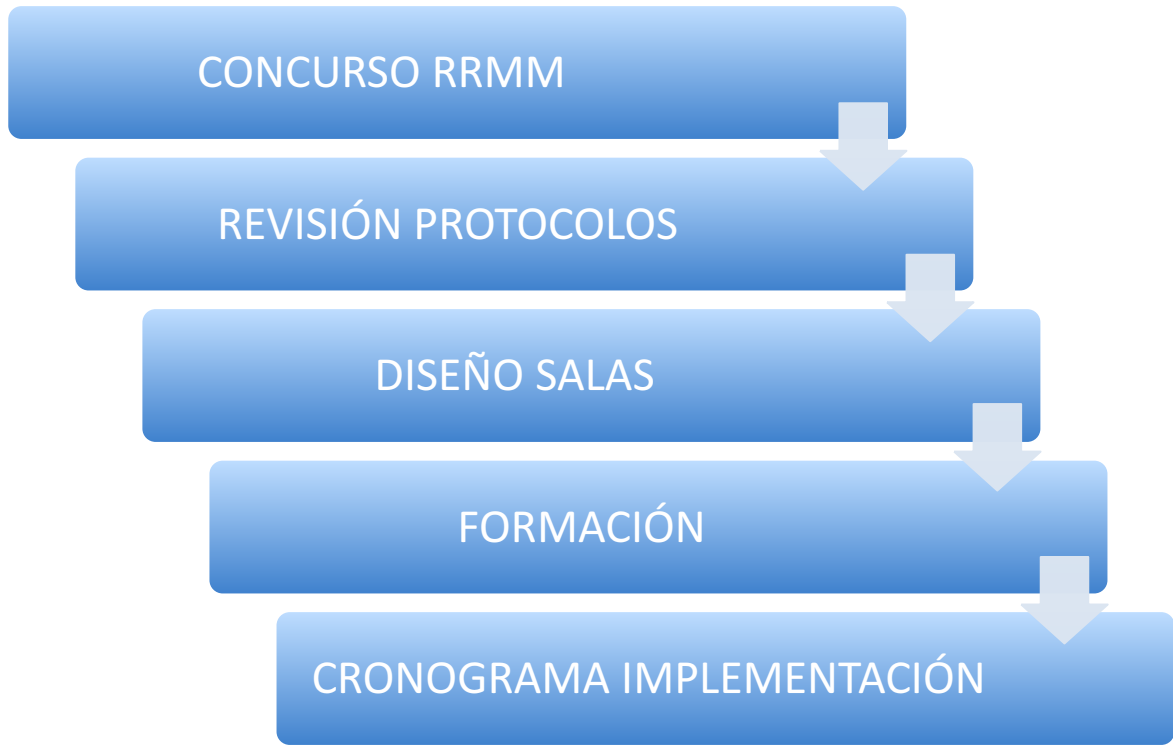 CONCURSO RRMM
REVISIÓN PROTOCOLOS
DISEÑO SALAS
FORMACIÓN
CRONOGRAMA IMPLEMENTACIÓN